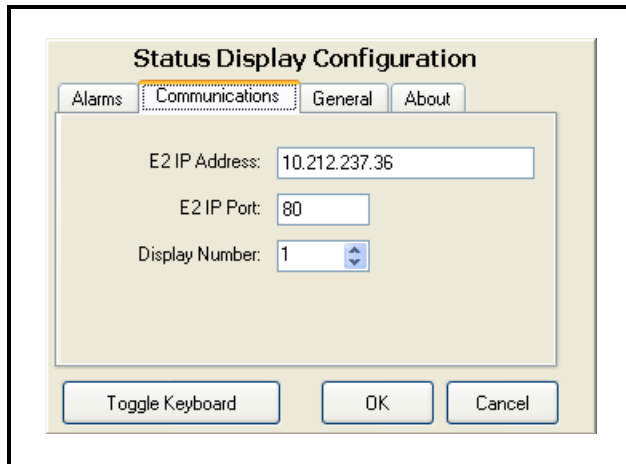 Status Display Configuration
Alarms Communications General About
E2 IP Address: 10.212.237.36
E2 IP Port: 80
Display Number: 1
Toggle Keyboard OK Cancel